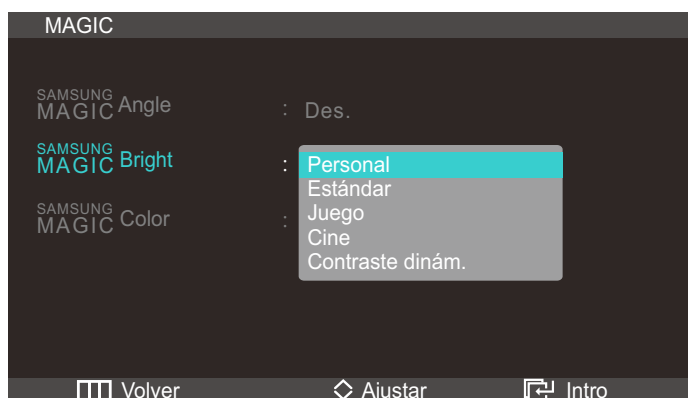 MAGIC
SAMSUNG
MAGIC Angle : Des.
SAMSUNG
MAGIC Bright : Personal
Estándar
Juego
SAMSUNG
MAGIC Color :
Cine
Contraste dinám.
Volver Ajustar Intro